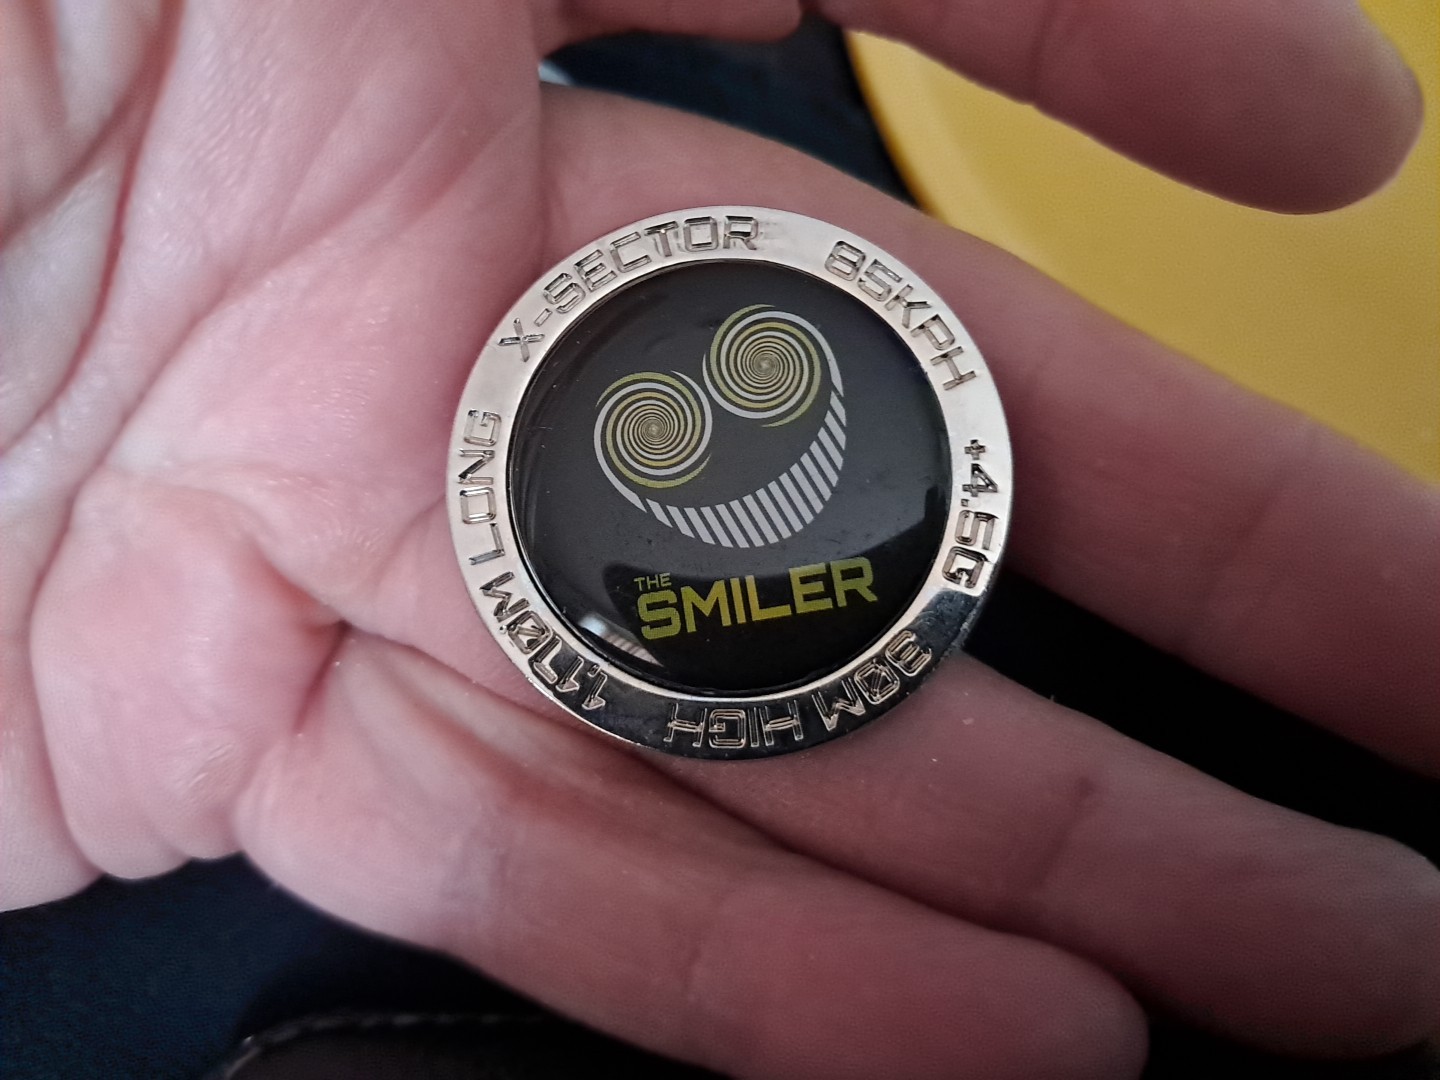 X-SECTOR
85KPH
+4.5G
30M HIGH
1,170M LONG
THE
SMILER